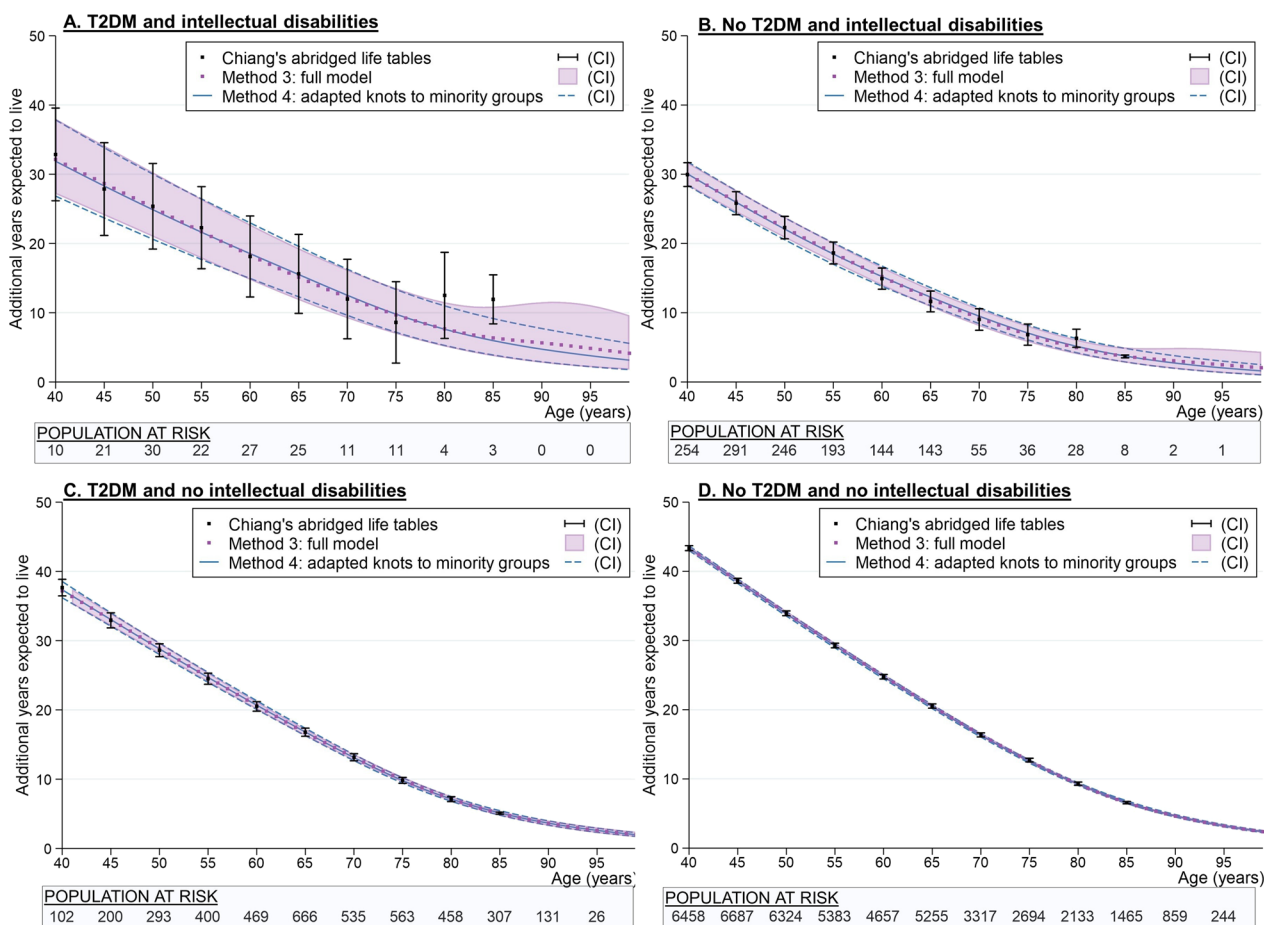 A. T2DM and intellectual disabilities
50
40
30
20
10
0
Additional years expected to live
Chiang's abridged life tables (CI)
Method 3: full model (CI)
Method 4: adapted knots to minority groups (CI)
40 45 50 55 60 65 70 75 80 85 90 95
Age (years)
POPULATION AT RISK
10 21 30 22 27 25 11 11 4 3 0 0
B. No T2DM and intellectual disabilities
50
40
30
20
10
0
Additional years expected to live
Chiang's abridged life tables (CI)
Method 3: full model (CI)
Method 4: adapted knots to minority groups (CI)
40 45 50 55 60 65 70 75 80 85 90 95
Age (years)
POPULATION AT RISK
254 291 246 193 144 143 55 36 28 8 2 1
C. T2DM and no intellectual disabilities
50
40
30
20
10
0
Additional years expected to live
Chiang's abridged life tables (CI)
Method 3: full model (CI)
Method 4: adapted knots to minority groups (CI)
40 45 50 55 60 65 70 75 80 85 90 95
Age (years)
POPULATION AT RISK
102 200 293 400 469 666 535 563 458 307 131 26
D. No T2DM and no intellectual disabilities
50
40
30
20
10
0
Additional years expected to live
Chiang's abridged life tables (CI)
Method 3: full model (CI)
Method 4: adapted knots to minority groups (CI)
40 45 50 55 60 65 70 75 80 85 90 95
Age (years)
POPULATION AT RISK
6458 6687 6324 5383 4657 5255 3317 2694 2133 1465 859 244